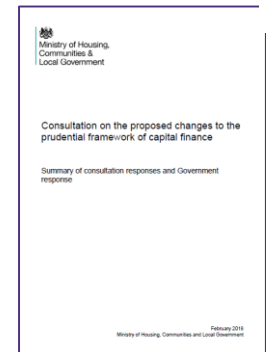 Ministry of Housing,
Communities &
Local Government
Consultation on the proposed changes to the
prudential framework of capital finance
Summary of consultation responses and Government
response
February 2018
Ministry of Housing, Communities and Local Government